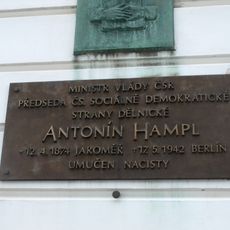 MINISTR VLÁDY ČSR
PŘEDSEDA ČS. SOCIÁLNĚ DEMOKRATICKÉ
STRANY DĚLNICKÉ
ANTONÍN HAMPL
*12.4.1874 JAROMĚŘ +17.5.1942 BERLÍN
UMUČEN NACISTY